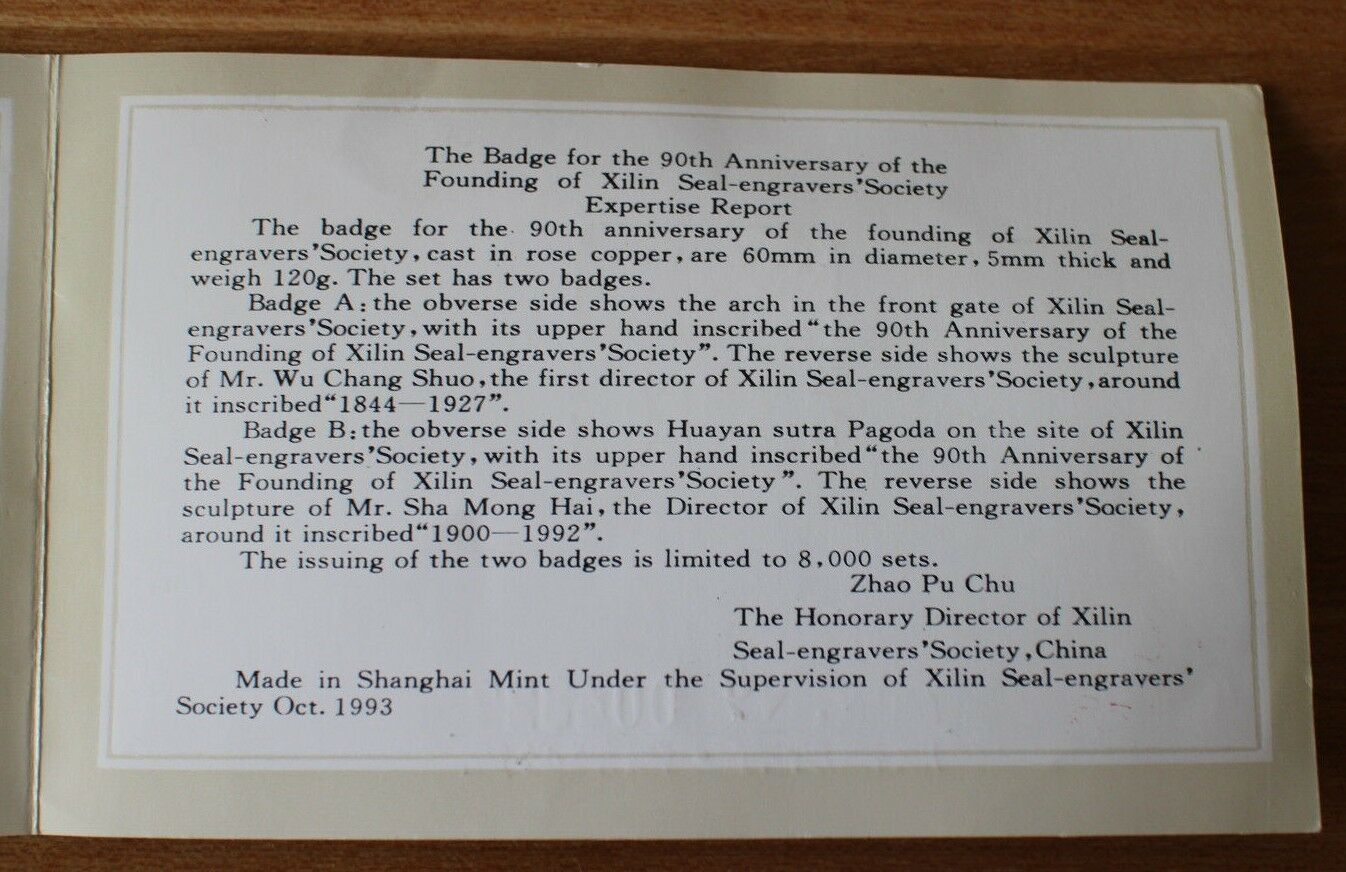 The Badge for the 90th Anniversary of the
Founding of Xilin Seal-engravers'Society
Expertise Report
The badge for the 90th anniversary of the founding of Xilin Seal-
engravers'Society, cast in rose copper, are 60mm in diameter, 5mm thick and
weigh 120g. The set has two badges.
Badge A: the obverse side shows the arch in the front gate of Xilin Seal-
engravers'Society, with its upper hand inscribed“the 90th Anniversary of the
Founding of Xilin Seal-engravers'Society”. The reverse side shows the sculpture
of Mr. Wu Chang Shuo, the first director of Xilin Seal-engravers'Society, around
it inscribed“1844—1927”.
Badge B: the obverse side shows Huayan sutra Pagoda on the site of Xilin
Seal-engravers'Society, with its upper hand inscribed“the 90th Anniversary of
the Founding of Xilin Seal-engravers'Society”. The reverse side shows the
sculpture of Mr. Sha Mong Hai, the Director of Xilin Seal-engravers'Society,
around it inscribed“1900—1992”.
The issuing of the two badges is limited to 8,000 sets.
Zhao Pu Chu
The Honorary Director of Xilin
Seal-engravers'Society, China
Made in Shanghai Mint Under the Supervision of Xilin Seal-engravers'
Society Oct. 1993